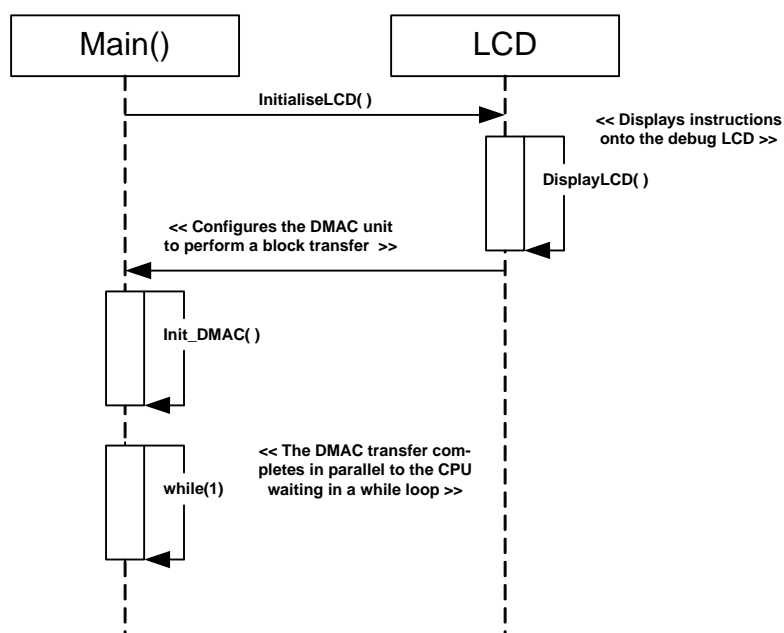 Main()
LCD
InitialiseLCD( )
<< Displays instructions
onto the debug LCD >>
DisplayLCD( )
<< Configures the DMAC unit
to perform a block transfer >>
Init_DMAC( )
<< The DMAC transfer com-
pletes in parallel to the CPU
waiting in a while loop >>
while(1)